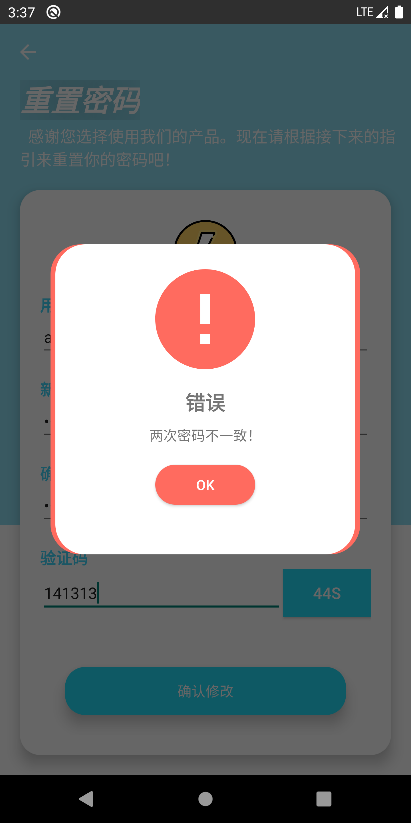 3:37
LTE
重置密码
感谢您选择使用我们的产品。现在请根据接下来的指
引来重置你的密码吧！
用
a
新
确
错误
两次密码不一致！
OK
验证码
141313
44S
确认修改